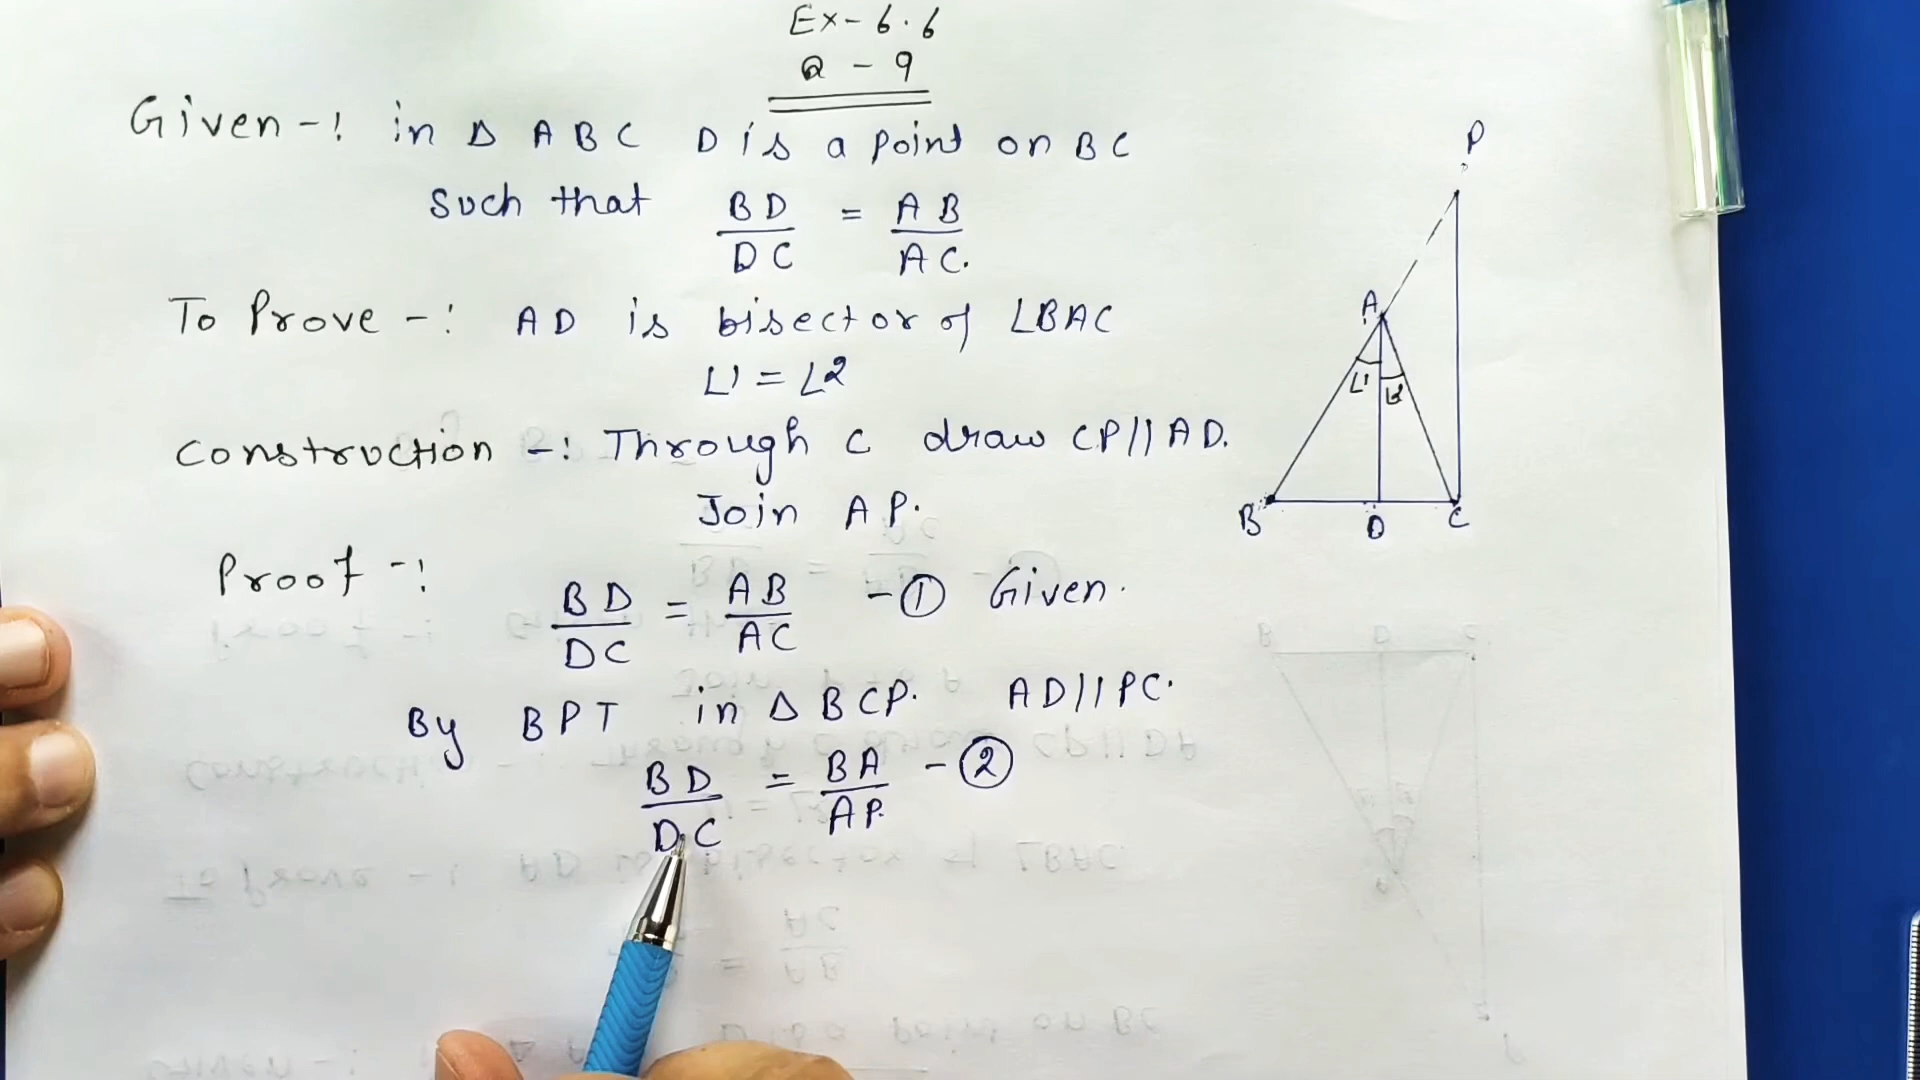 Ex- 6.6
Q - 9
Given -: in Δ ABC D is a point on BC
Such that BD/DC = AB/AC.
To Prove -: AD is bisector of ∠BAC
∠1 = ∠2
Construction -: Through C draw CP||AD.
Join AP.
Proof -:
BD/DC = AB/AC - ① Given.
By BPT in Δ BCP. AD||PC.
BD/DC = BA/AP. - ②
P
A
∠1 ∠2
B D C